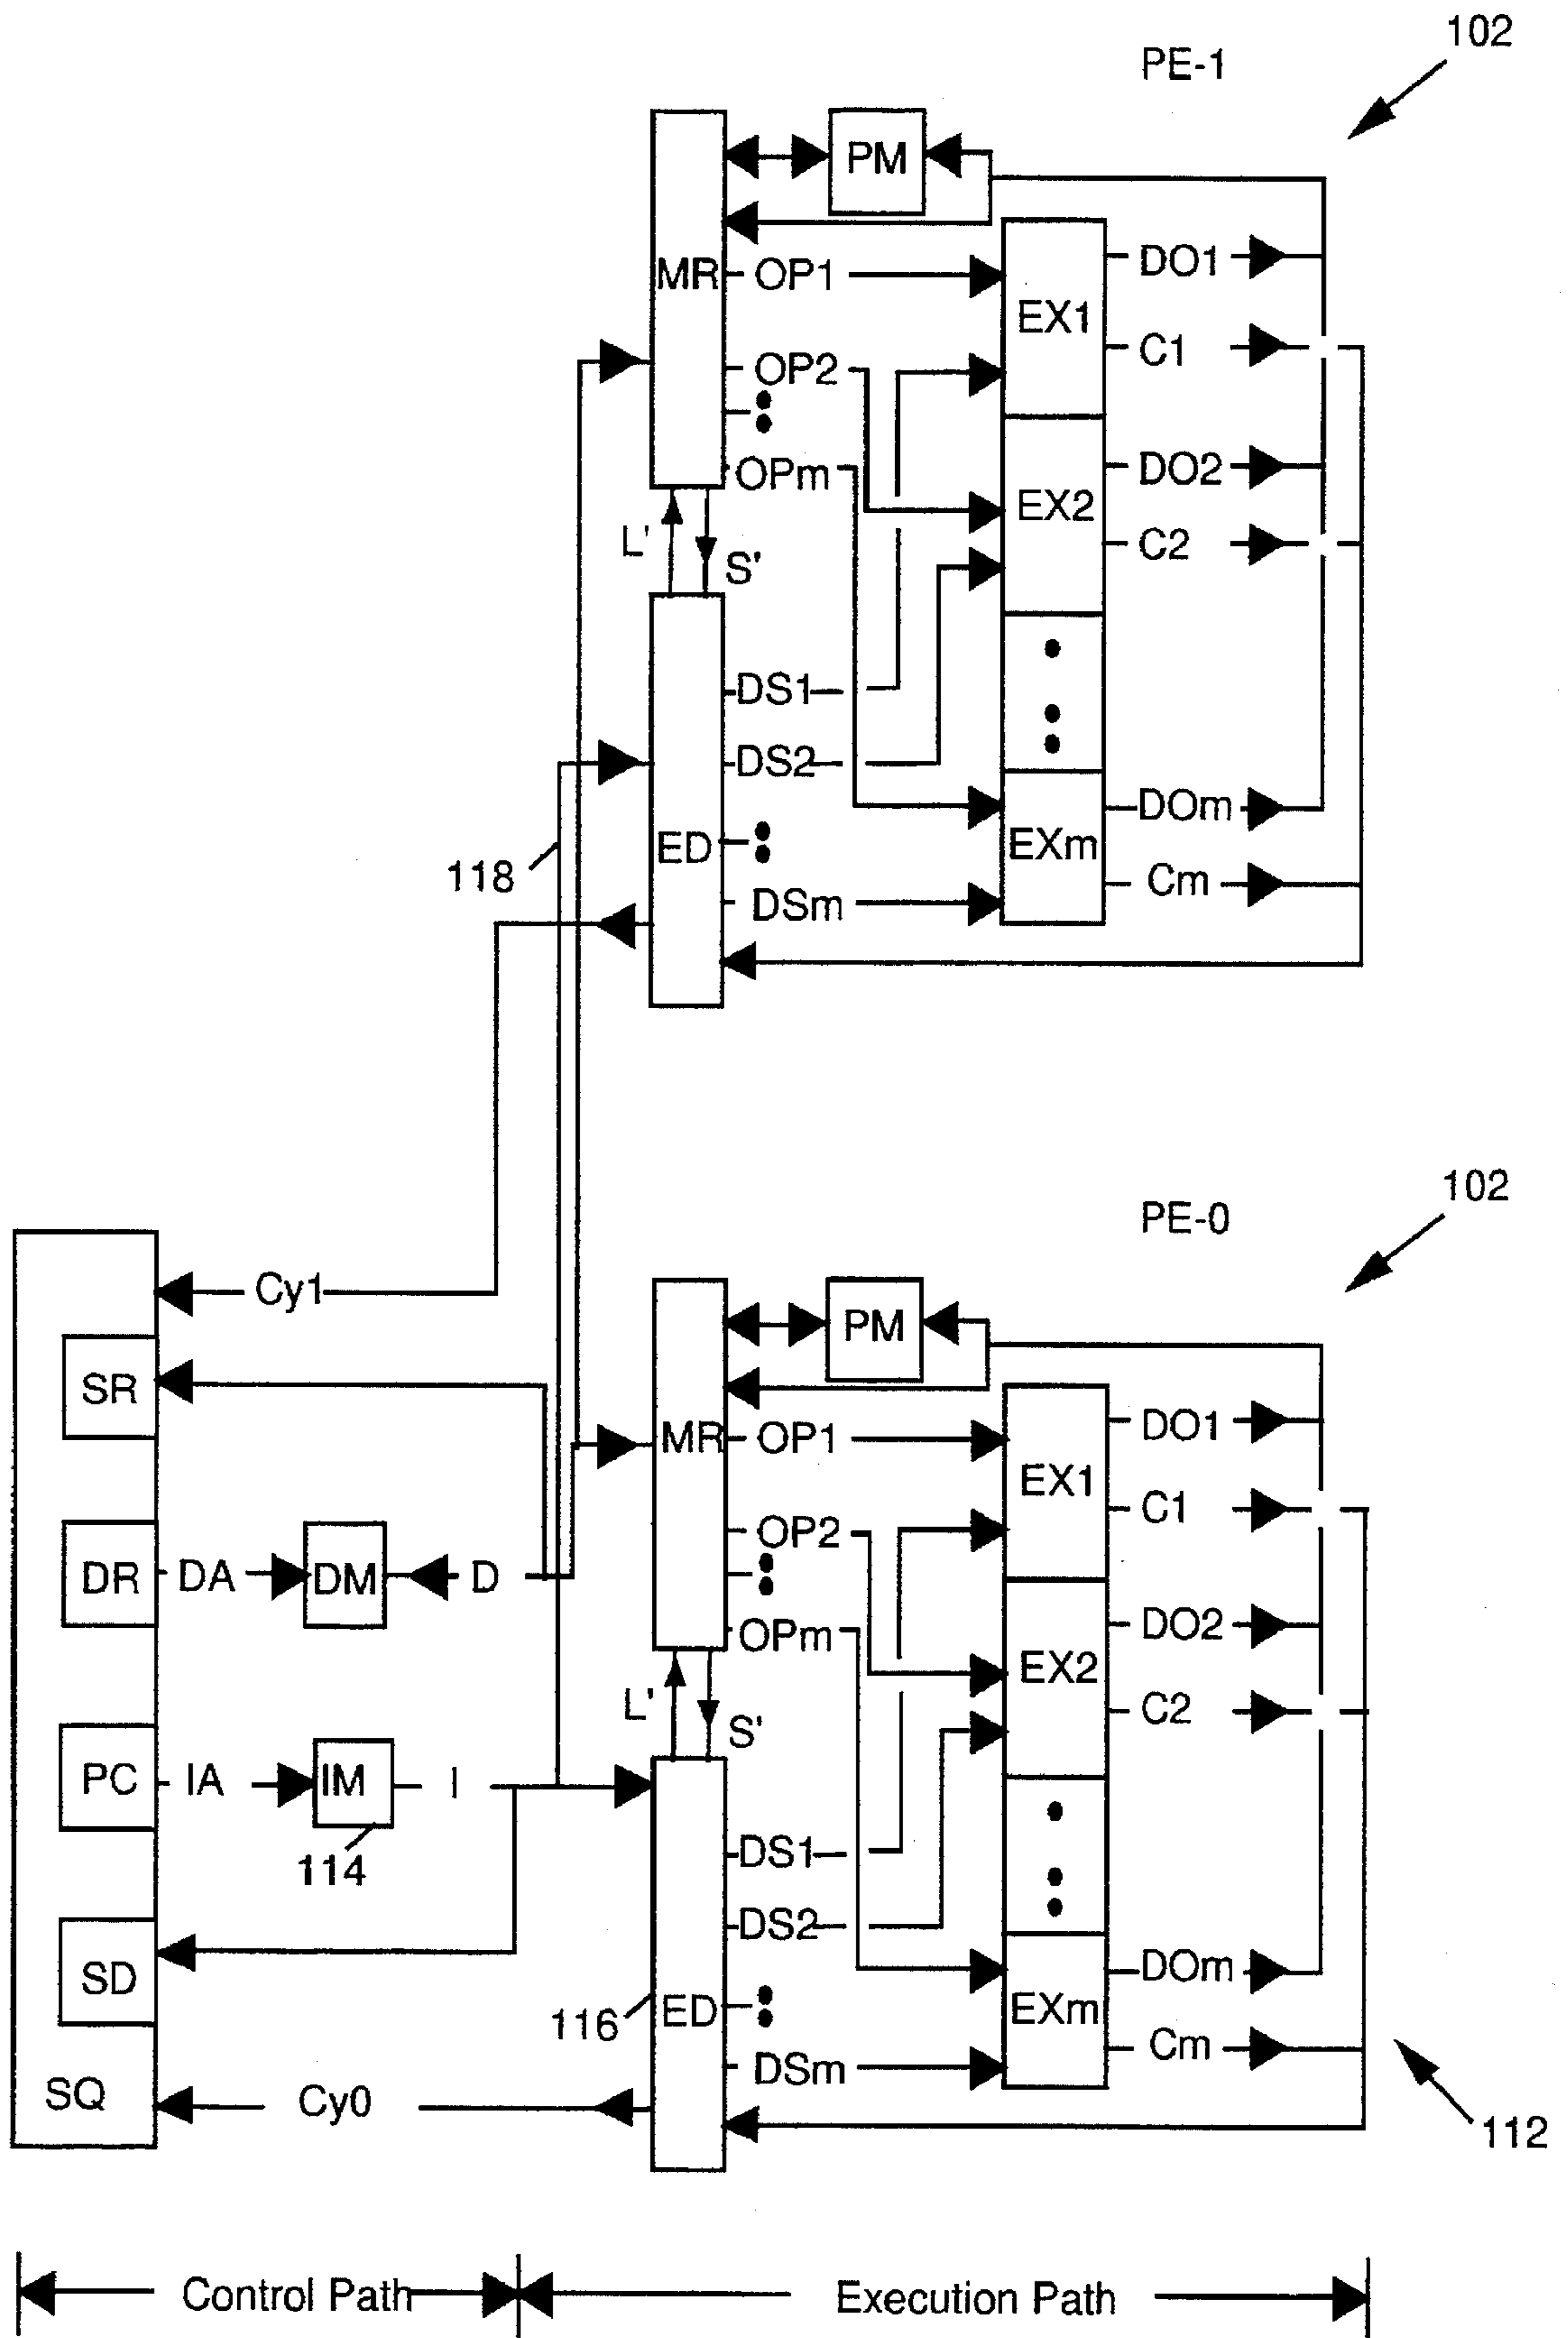 102
PE-1
PM
MR
OP1
DO1
EX1
C1
OP2
OPm
DO2
EX2
C2
L'
S'
DS1
DS2
DOm
ED
EXm
118
Cm
DSm
102
PE-0
Cy1
PM
SR
MR
OP1
DO1
EX1
C1
OP2
DR
DA
DM
D
OPm
DO2
EX2
L'
S'
C2
PC
IA
IM
I
114
DS1
DS2
SD
DOm
116
ED
EXm
Cm
DSm
SQ
Cy0
112
Control Path
Execution Path